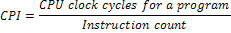 CPI = CPU clock cycles for a program / Instruction count